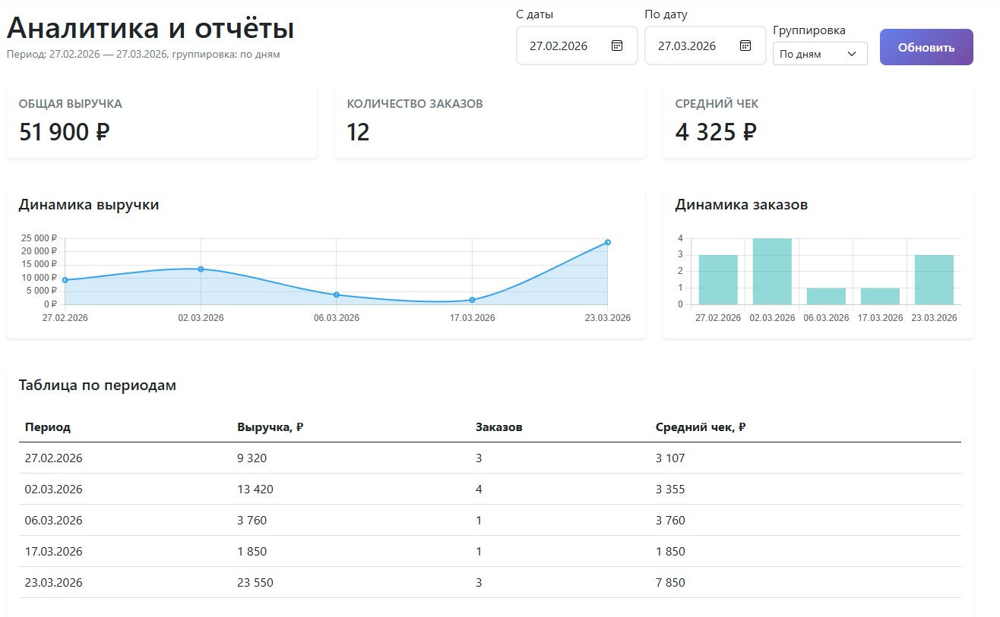 Аналитика и отчёты
Период: 27.02.2026 — 27.03.2026, группировка: по дням
С даты
27.02.2026
По дату
27.03.2026
Группировка
По дням
Обновить
ОБЩАЯ ВЫРУЧКА
51 900 ₽
КОЛИЧЕСТВО ЗАКАЗОВ
12
СРЕДНИЙ ЧЕК
4 325 ₽
Динамика выручки
25 000 ₽
20 000 ₽
15 000 ₽
10 000 ₽
5 000 ₽
0 ₽
27.02.2026 02.03.2026 06.03.2026 17.03.2026 23.03.2026
Динамика заказов
4
3
2
1
0
27.02.2026 02.03.2026 06.03.2026 17.03.2026 23.03.2026
Таблица по периодам
Период Выручка, ₽ Заказов Средний чек, ₽
27.02.2026 9 320 3 3 107
02.03.2026 13 420 4 3 355
06.03.2026 3 760 1 3 760
17.03.2026 1 850 1 1 850
23.03.2026 23 550 3 7 850